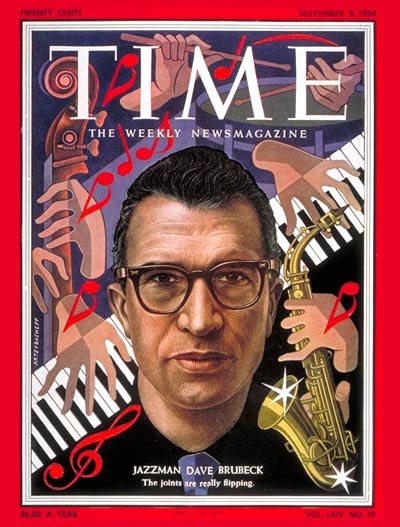 TWENTY CENTS
NOVEMBER 8, 1954
TIME
THE WEEKLY NEWSMAGAZINE
ARTZYBASHEFF
JAZZMAN DAVE BRUBECK
The joints are really flipping.
$6.00 A YEAR
VOL. LXIV NO. 19